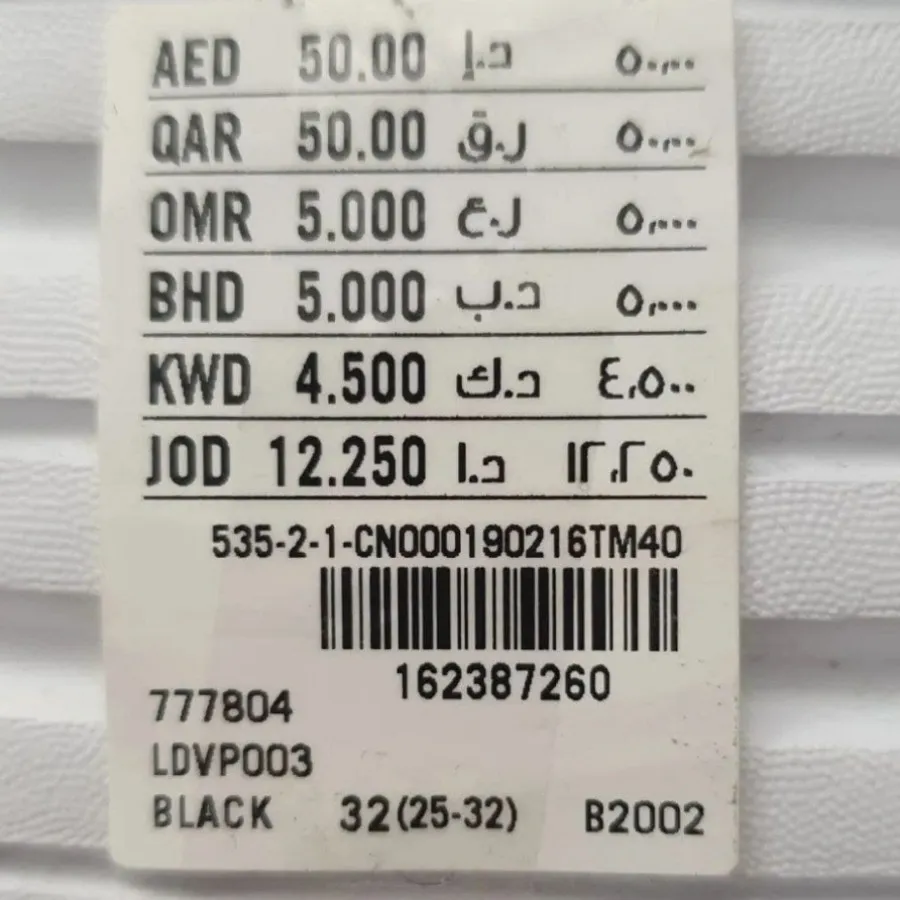 AED 50.00 د.إ ٥٠,٠٠
QAR 50.00 ر.ق ٥٠,٠٠
OMR 5.000 ر.ع ٥,٠٠٠
BHD 5.000 د.ب ٥,٠٠٠
KWD 4.500 د.ك ٤,٥٠٠
JOD 12.250 د.ا ١٢,٢٥٠
535-2-1-CN000190216TM40
162387260
777804
LDVP003
BLACK 32(25-32) B2002